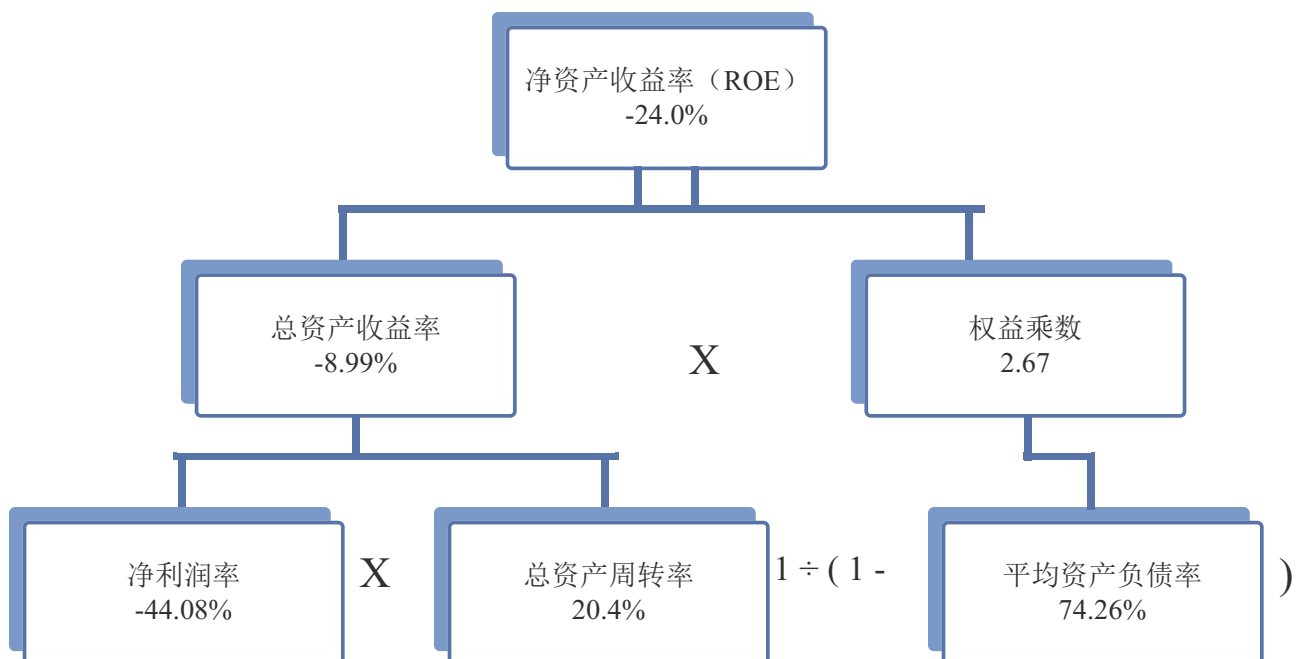 净资产收益率（ROE）
-24.0%
总资产收益率
-8.99%
X
权益乘数
2.67
净利润率
-44.08%
X
总资产周转率
20.4%
1 ÷ ( 1 -
平均资产负债率
74.26%
)